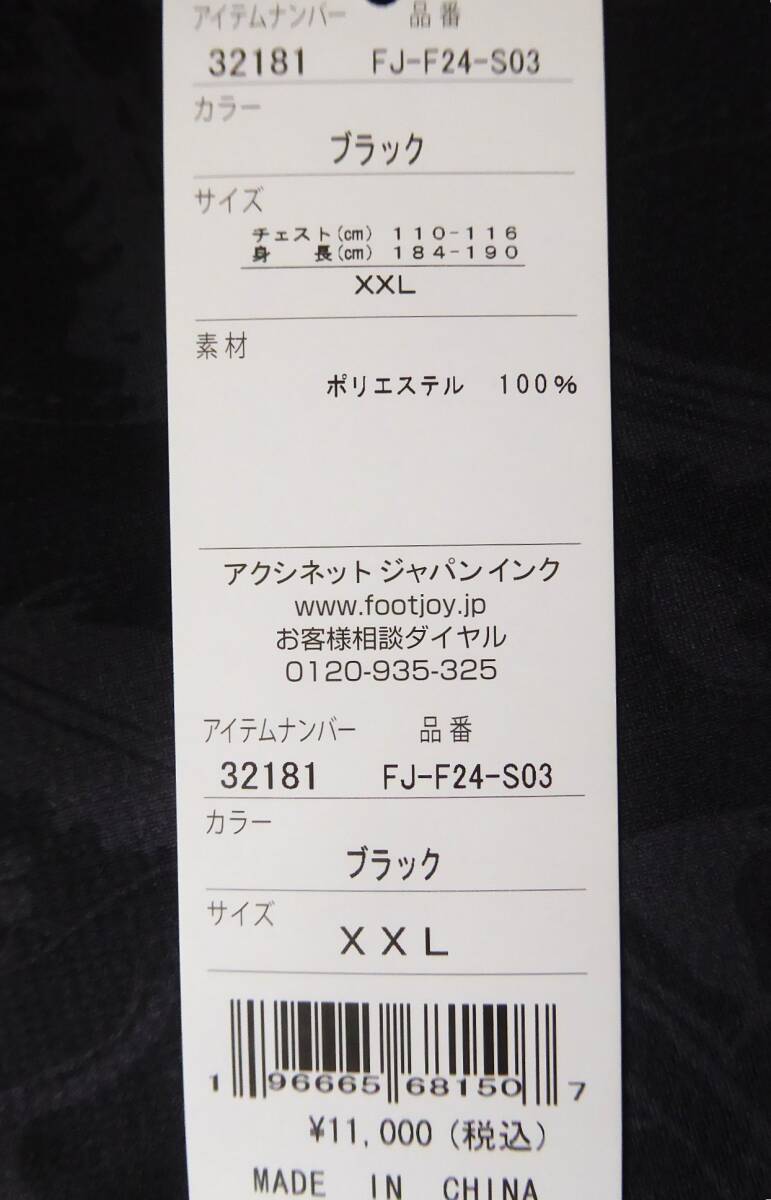 アイテムナンバー 品番
32181 FJ-F24-S03
カラー
ブラック
サイズ
チェスト(cm) 110-116
身 長(cm) 184-190
XXL
素材
ポリエステル 100%
アクシネット ジャパン インク
www.footjoy.jp
お客様相談ダイヤル
0120-935-325
アイテムナンバー 品番
32181 FJ-F24-S03
カラー
ブラック
サイズ
XXL
1 96665 68150 7
¥11,000 (税込)
MADE IN CHINA